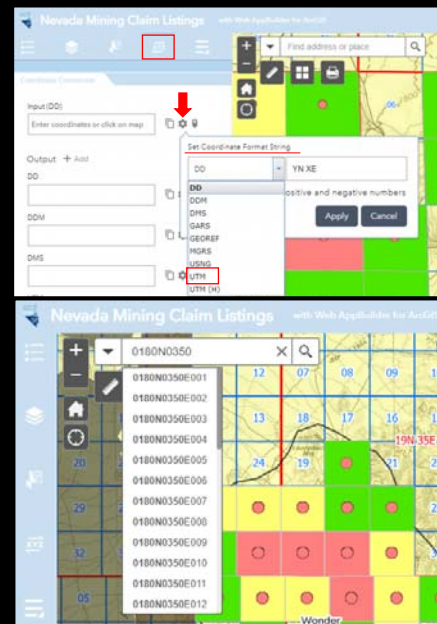 Nevada Mining Claim Listings with Web AppBuilder for ArcGIS
Find address or place
Coordinate Conversion
Input (DD)
Enter coordinates or click on map
06
Set Coordinate Format String
Output + Add
DD YN XE
DD
DD
DDM
DMS
GARS
GEOREF
MGRS
USNG
UTM
UTM (H)
positive and negative numbers
Apply Cancel
DDM
DMS
Nevada Mining Claim Listings with Web AppBuilder for ArcGIS
0180N0350
0180N0350E001
0180N0350E002
0180N0350E003
0180N0350E004
0180N0350E005
0180N0350E006
0180N0350E007
0180N0350E008
0180N0350E009
0180N0350E010
0180N0350E011
0180N0350E012
12 07 08 09
13 18 17 16
19N 35E
20 24 19 21
29
32
05
XYZ
Wonder